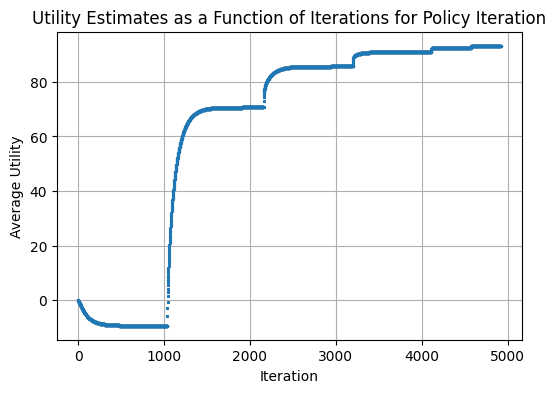 Utility Estimates as a Function of Iterations for Policy Iteration
Average Utility
80
60
40
20
0
0 1000 2000 3000 4000 5000
Iteration